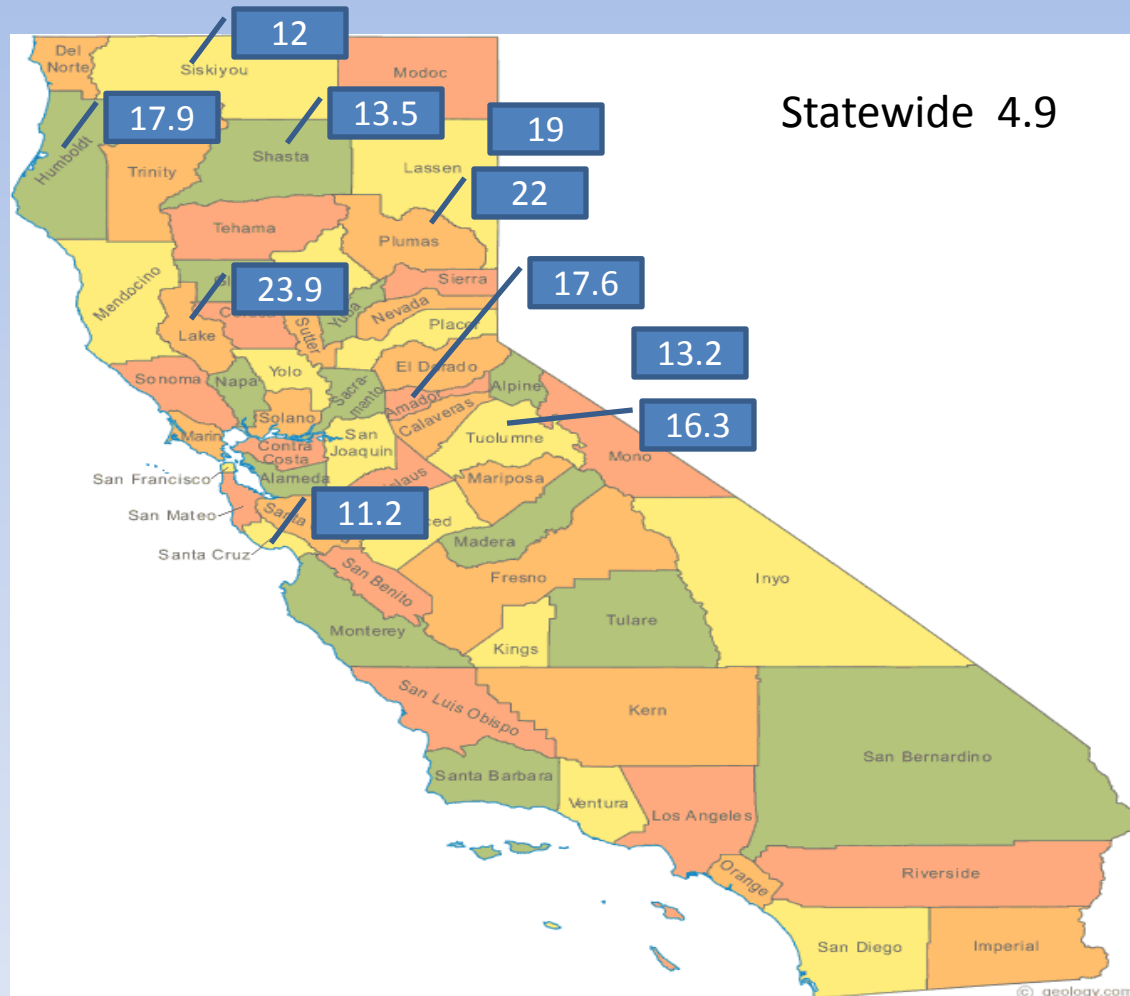 12
Del
Norte
Siskiyou
Modoc
Statewide 4.9
17.9
13.5
19
Humboldt
Trinity
Shasta
Lassen
22
Tehama
Plumas
Mendocino
23.9
Sierra
17.6
Lake
Sutter
Yuba
Nevada
Placer
13.2
Sonoma
Napa
Yolo
Sacra-
manto
El Dorado
Alpine
Amador
Calaveras
16.3
Solano
Marin
San
Joaquin
Tuolumne
Mono
Contra
Costa
San Francisco
Alameda
Mariposa
San Mateo
Santa
11.2
ced
Madera
Santa Cruz
San Benito
Fresno
Inyo
Monterey
Kings
Tulare
San Luis Obispo
Kern
Santa Barbara
Ventura
Los Angeles
San Bernardino
Orange
Riverside
San Diego
Imperial
(c) geology.com